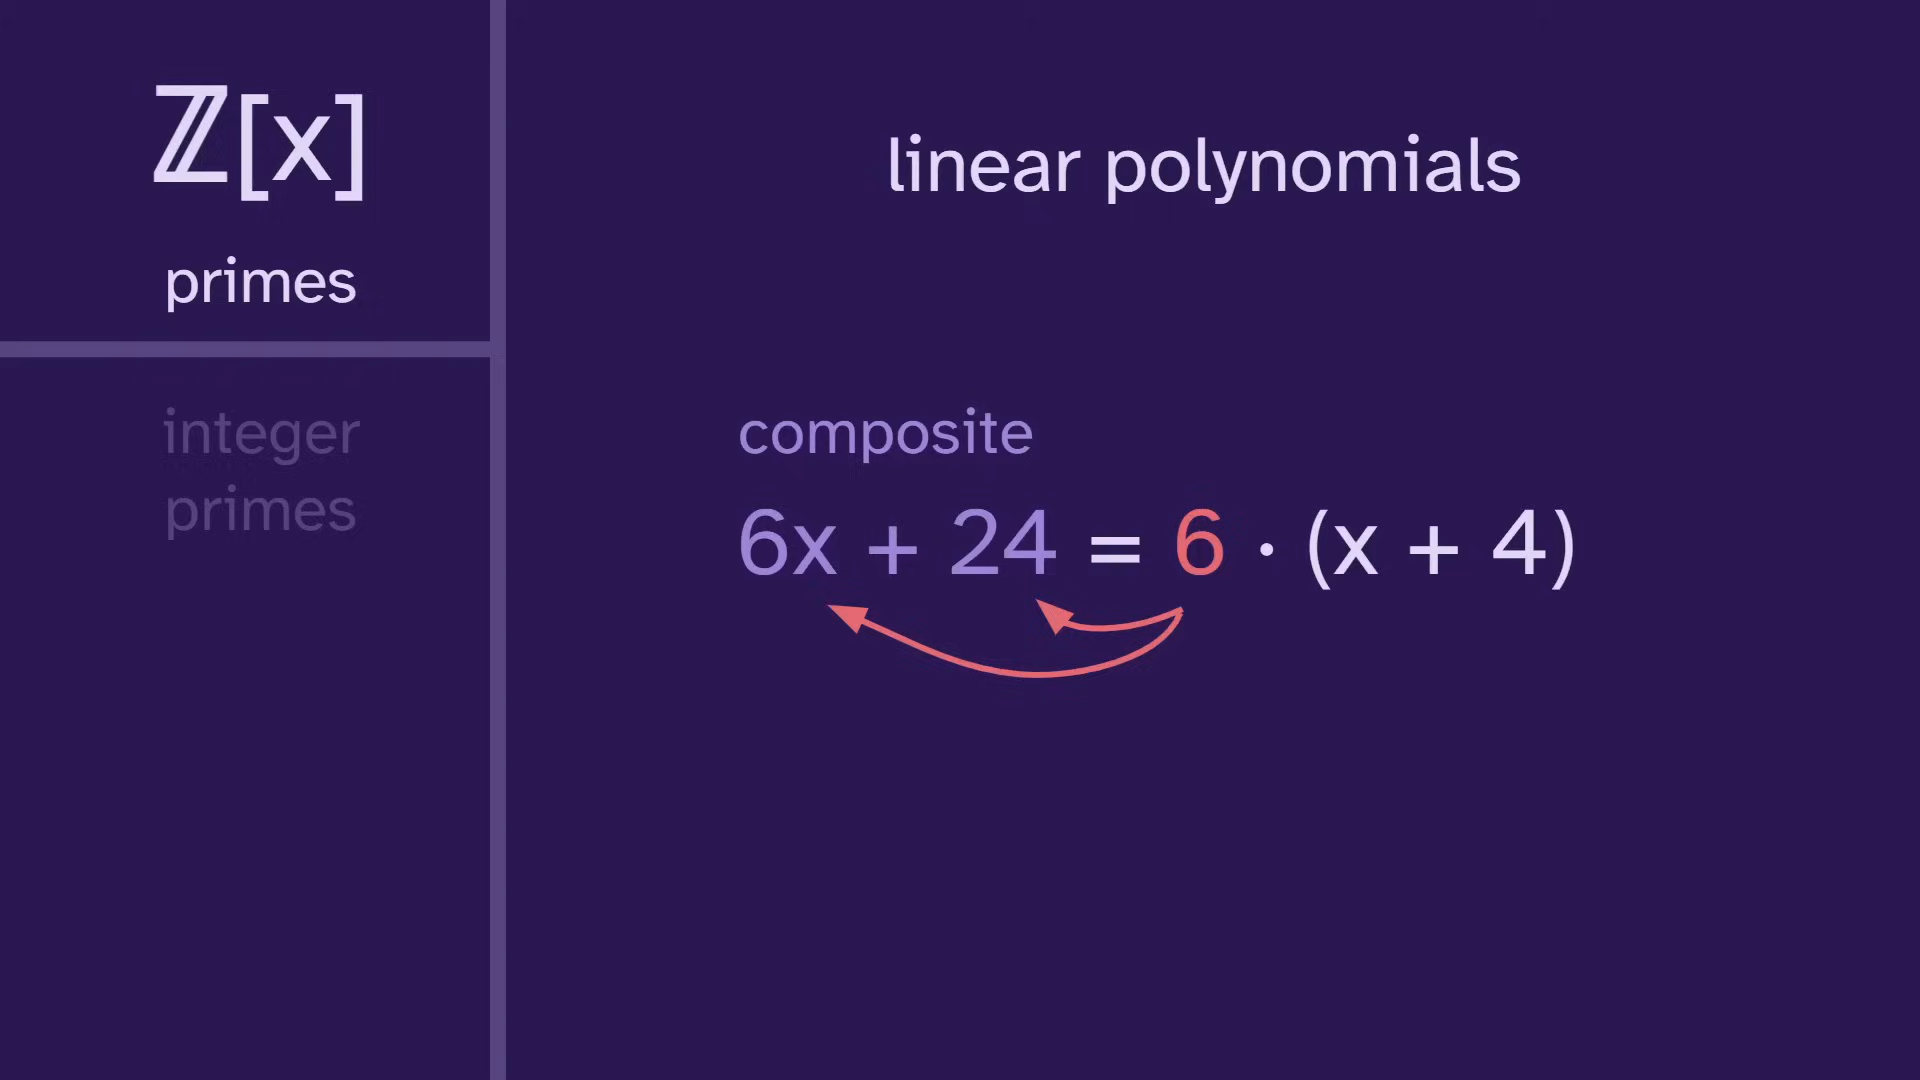 ℤ[x]
primes
integer
primes
linear polynomials
composite
6x + 24 = 6 · (x + 4)